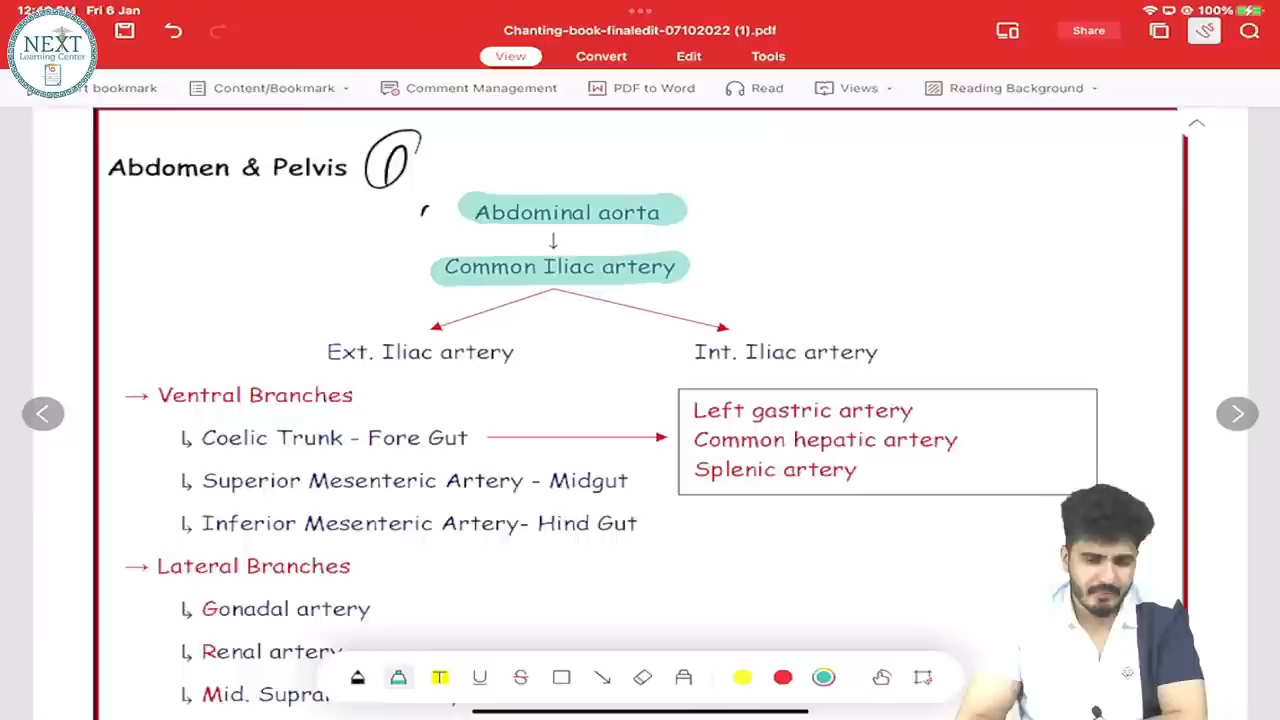 12:40 PM Fri 6 Jan
100%
NEXT
Learning Center
Chanting-book-finaledit-07102022 (1).pdf
Share
View Convert Edit Tools
bookmark Content/Bookmark Comment Management PDF to Word Read Views Reading Background
Abdomen & Pelvis
Abdominal aorta
↓
Common Iliac artery
Ext. Iliac artery Int. Iliac artery
→ Ventral Branches
↳ Coelic Trunk - Fore Gut →
Left gastric artery
Common hepatic artery
Splenic artery
↳ Superior Mesenteric Artery - Midgut
↳ Inferior Mesenteric Artery- Hind Gut
→ Lateral Branches
↳ Gonadal artery
↳ Renal artery
↳ Mid.